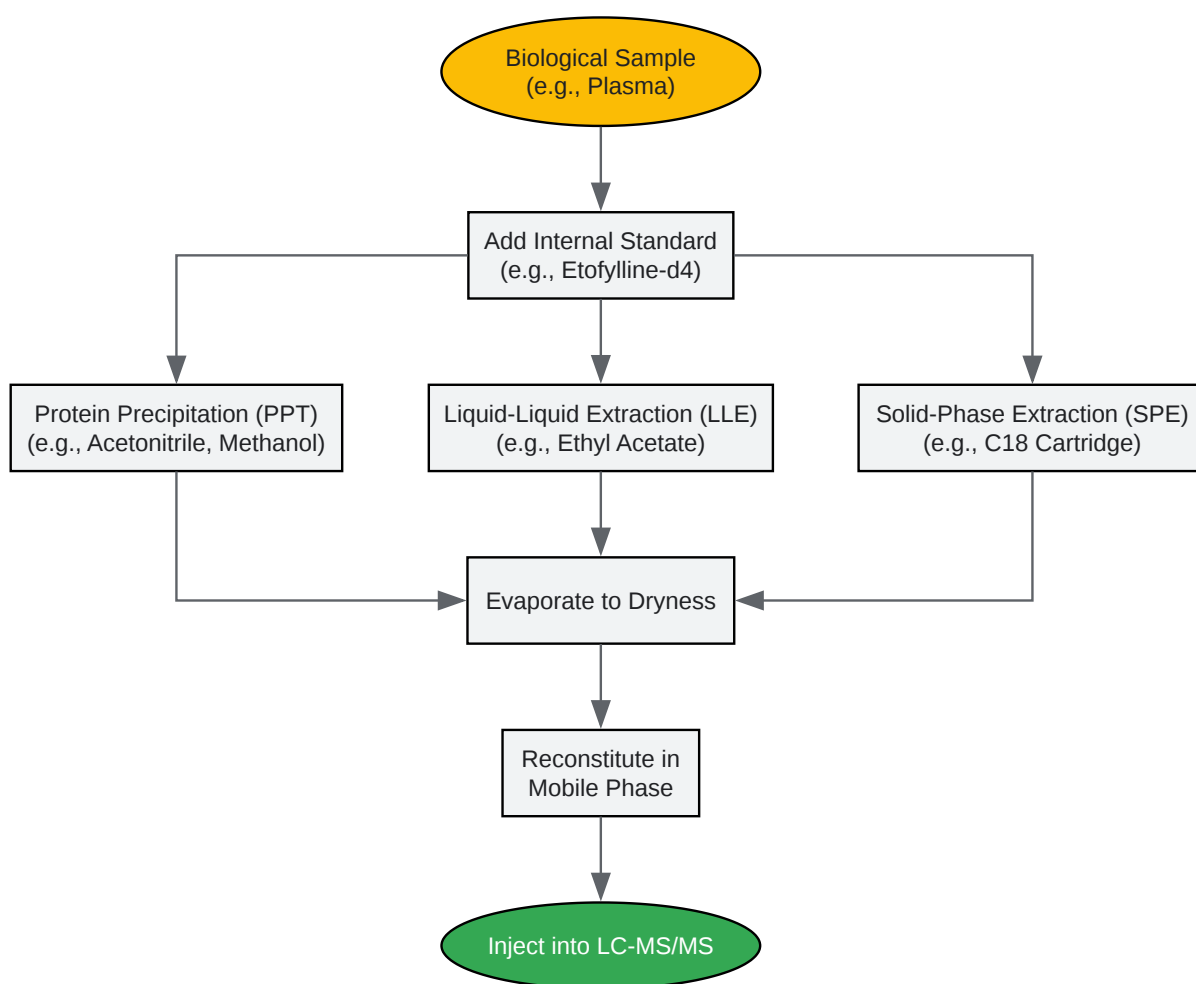 Biological Sample
(e.g., Plasma)
Add Internal Standard
(e.g., Etofylline-d4)
Protein Precipitation (PPT)
(e.g., Acetonitrile, Methanol)
Liquid-Liquid Extraction (LLE)
(e.g., Ethyl Acetate)
Solid-Phase Extraction (SPE)
(e.g., C18 Cartridge)
Evaporate to Dryness
Reconstitute in
Mobile Phase
Inject into LC-MS/MS